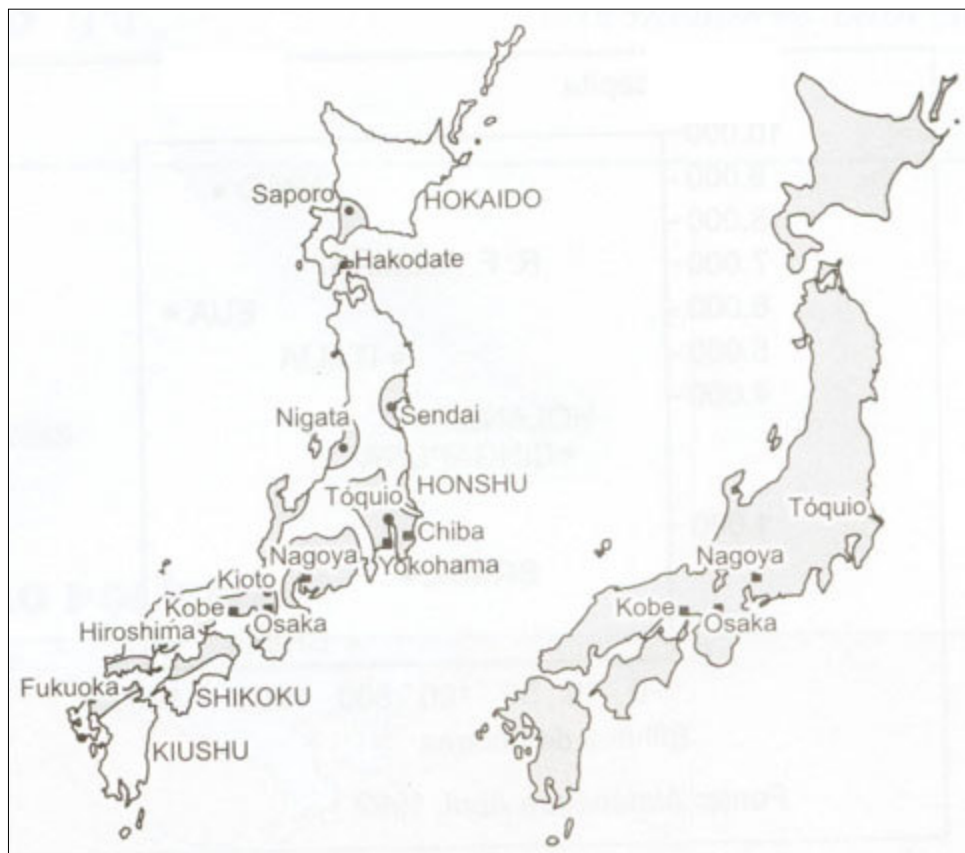 Saporo
HOKAIDO
Hakodate
Nigata
Sendai
Tóquio
HONSHU
Chiba
Nagoya
Yokohama
Kioto
Kobe
Osaka
Hiroshima
Fukuoka
SHIKOKU
KIUSHU
Tóquio
Nagoya
Kobe
Osaka